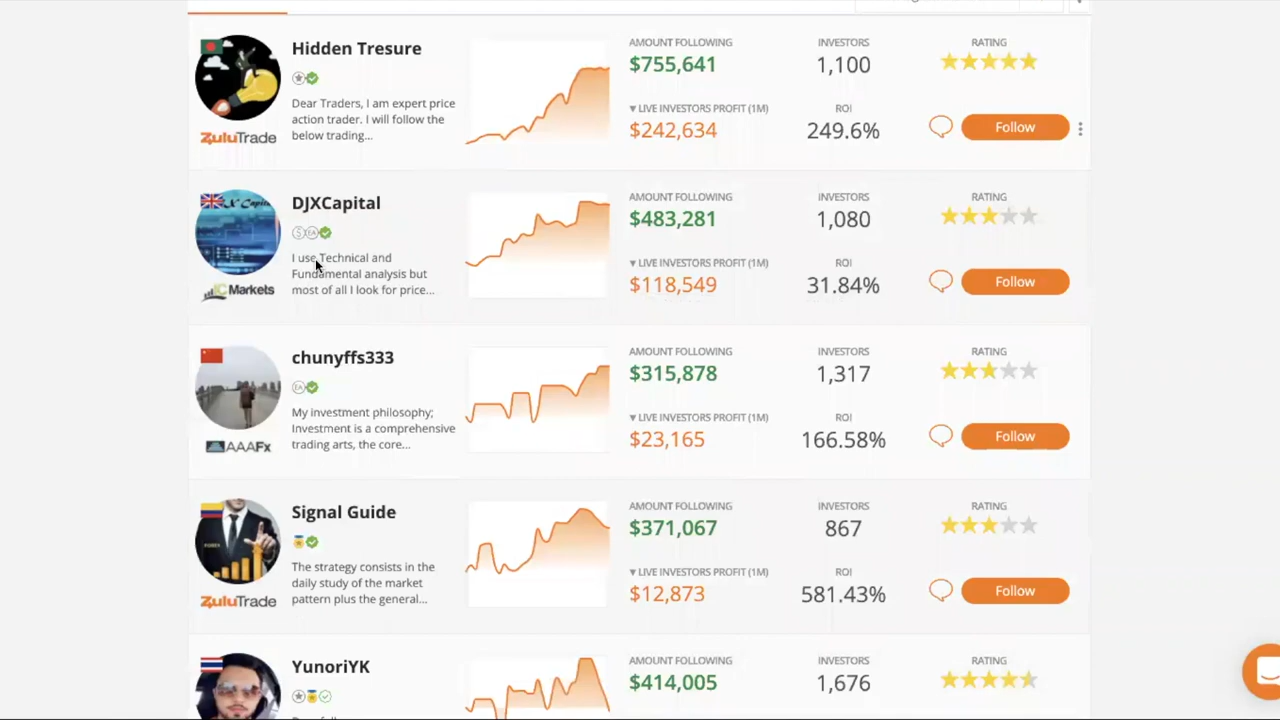 Hidden Tresure
Dear Traders, I am expert price
action trader. I will follow the
below trading...
ZuluTrade
AMOUNT FOLLOWING
$755,641
INVESTORS
1,100
RATING
▼ LIVE INVESTORS PROFIT (1M)
$242,634
ROI
249.6%
Follow
DJXCapital
I use Technical and
Fundamental analysis but
most of all I look for price...
IC Markets
AMOUNT FOLLOWING
$483,281
INVESTORS
1,080
RATING
▼ LIVE INVESTORS PROFIT (1M)
$118,549
ROI
31.84%
Follow
chunyffs333
EA
My investment philosophy;
Investment is a comprehensive
trading arts, the core...
AAAFx
AMOUNT FOLLOWING
$315,878
INVESTORS
1,317
RATING
▼ LIVE INVESTORS PROFIT (1M)
$23,165
ROI
166.58%
Follow
Signal Guide
The strategy consists in the
daily study of the market
pattern plus the general...
ZuluTrade
AMOUNT FOLLOWING
$371,067
INVESTORS
867
RATING
▼ LIVE INVESTORS PROFIT (1M)
$12,873
ROI
581.43%
Follow
YunoriYK
AMOUNT FOLLOWING
$414,005
INVESTORS
1,676
RATING